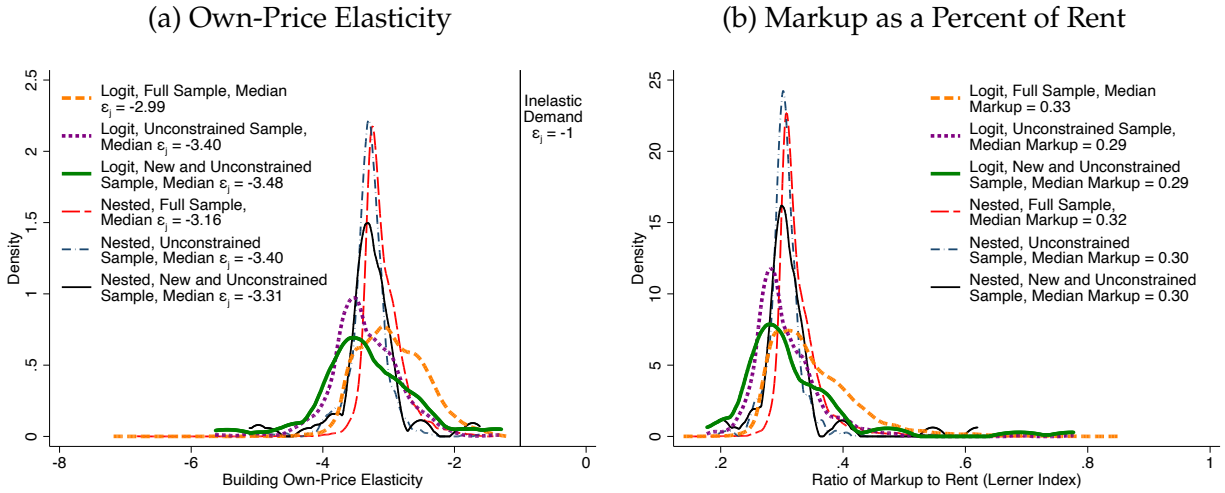 (a) Own-Price Elasticity
2.5
2
1.5
1
.5
0
Density
Logit, Full Sample, Median
εj = -2.99
Logit, Unconstrained Sample,
Median εj = -3.40
Logit, New and Unconstrained
Sample, Median εj = -3.48
Nested, Full Sample,
Median εj = -3.16
Nested, Unconstrained
Sample, Median εj = -3.40
Nested, New and Unconstrained
Sample, Median εj = -3.31
Inelastic
Demand
εj = -1
-8 -6 -4 -2 0
Building Own-Price Elasticity
(b) Markup as a Percent of Rent
25
20
15
10
5
0
Density
Logit, Full Sample, Median
Markup = 0.33
Logit, Unconstrained Sample,
Median Markup = 0.29
Logit, New and Unconstrained
Sample, Median Markup = 0.29
Nested, Full Sample,
Median Markup = 0.32
Nested, Unconstrained
Sample, Median Markup = 0.30
Nested, New and Unconstrained
Sample, Median Markup = 0.30
.2 .4 .6 .8 1
Ratio of Markup to Rent (Lerner Index)